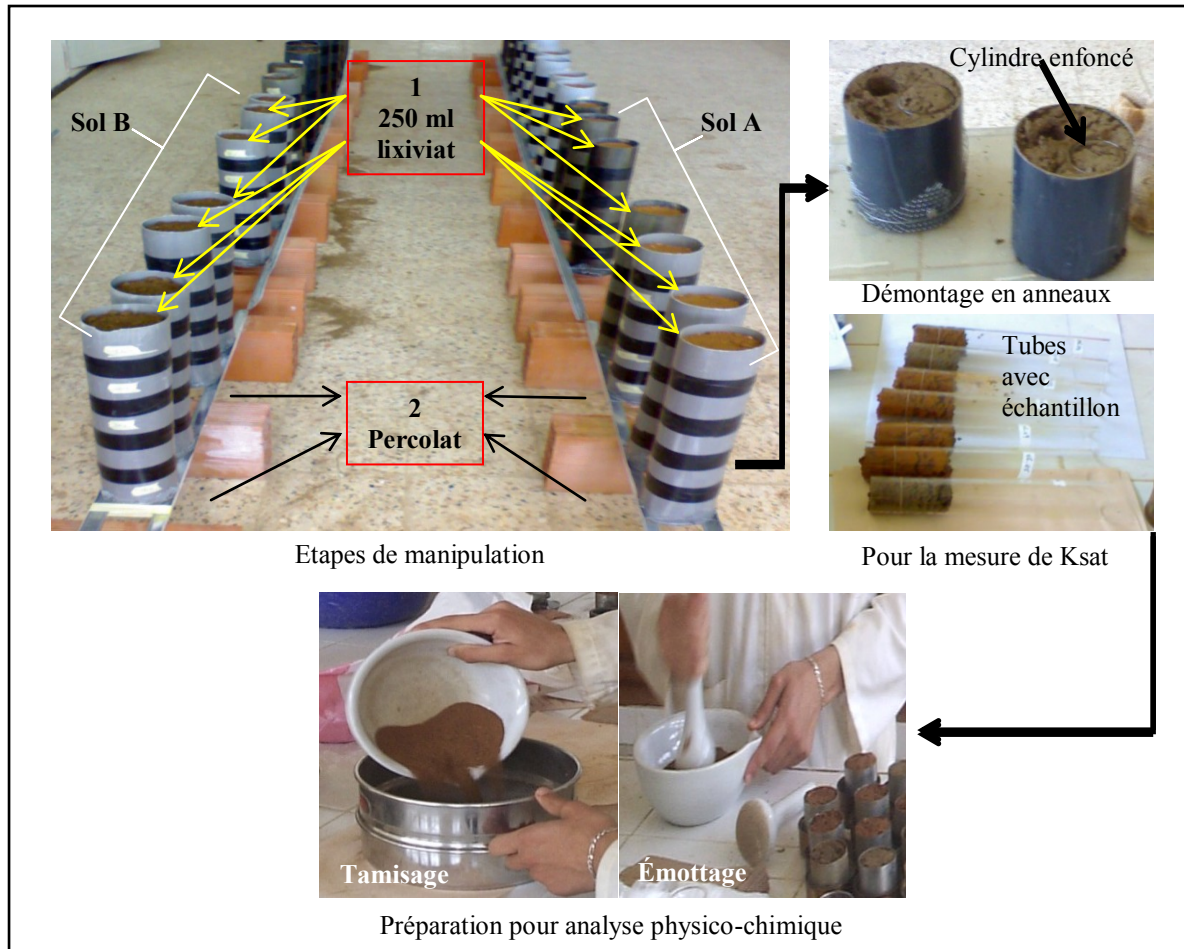 Sol B
1
250 ml
lixiviat
Sol A
2
Percolat
Etapes de manipulation
Cylindre enfoncé
Démontage en anneaux
Tubes
avec
échantillon
Pour la mesure de Ksat
Tamisage
Émottage
Préparation pour analyse physico-chimique